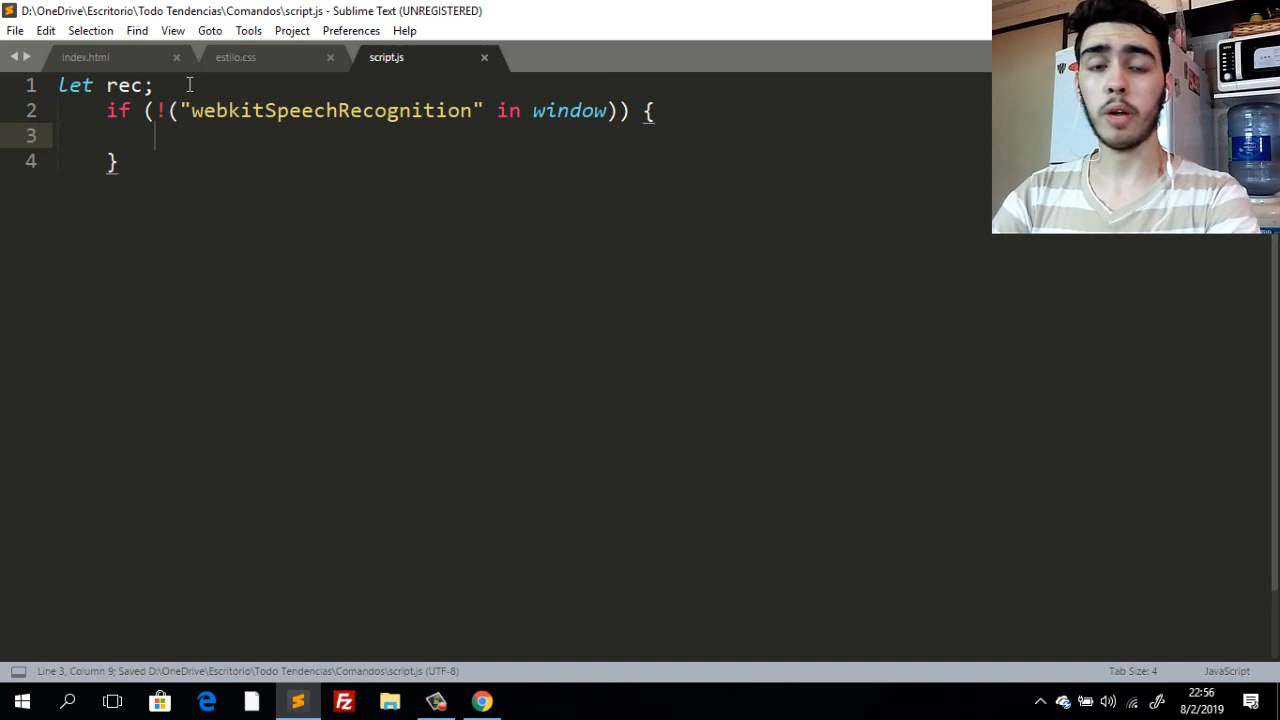 D:\OneDrive\Escritorio\Todo Tendencias\Comandos\script.js - Sublime Text (UNREGISTERED)
File Edit Selection Find View Goto Tools Project Preferences Help
index.html × estilo.css × script.js ×
1 let rec;
2 if (!("webkitSpeechRecognition" in window)) {
3
4 }
Line 3, Column 9; Saved D:\OneDrive\Escritorio\Todo Tendencias\Comandos\script.js (UTF-8) Tab Size: 4 JavaScript
22:56
8/2/2019